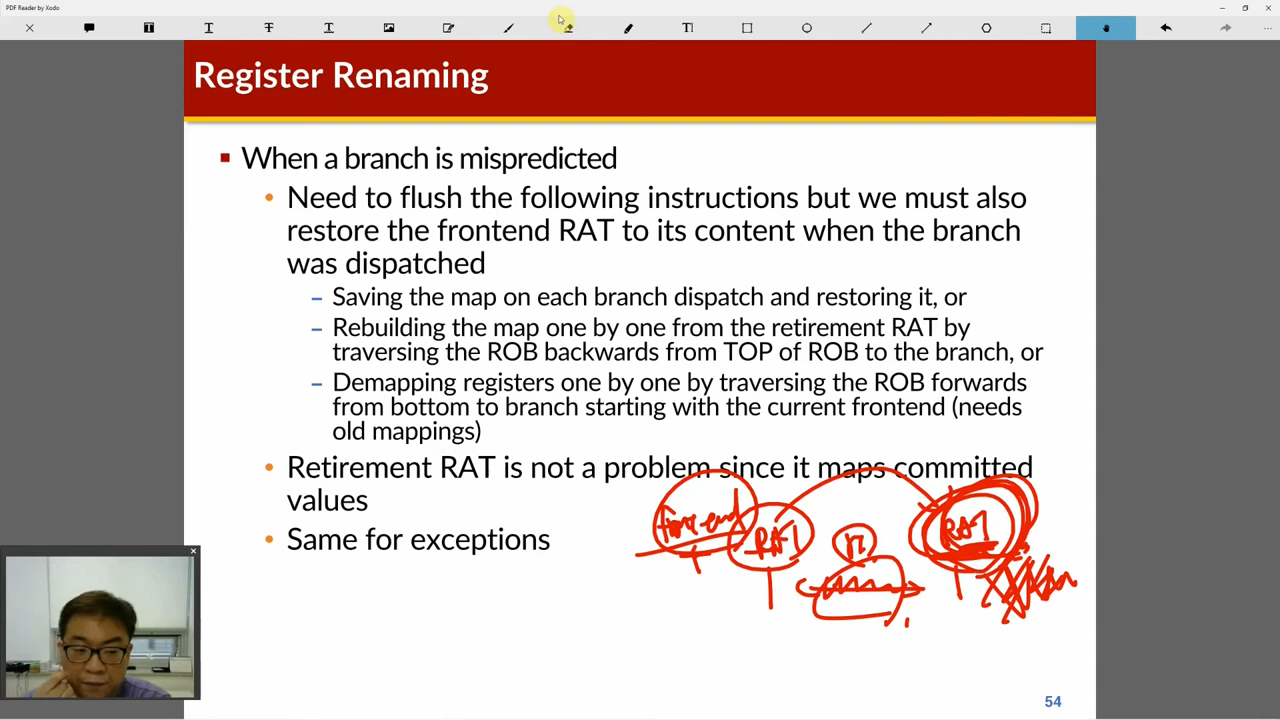 PDF Reader by Xodo
Register Renaming
When a branch is mispredicted
Need to flush the following instructions but we must also
restore the frontend RAT to its content when the branch
was dispatched
– Saving the map on each branch dispatch and restoring it, or
– Rebuilding the map one by one from the retirement RAT by
traversing the ROB backwards from TOP of ROB to the branch, or
– Demapping registers one by one by traversing the ROB forwards
from bottom to branch starting with the current frontend (needs
old mappings)
Retirement RAT is not a problem since it maps committed
values
Same for exceptions
front-end
RAT
RAT
54